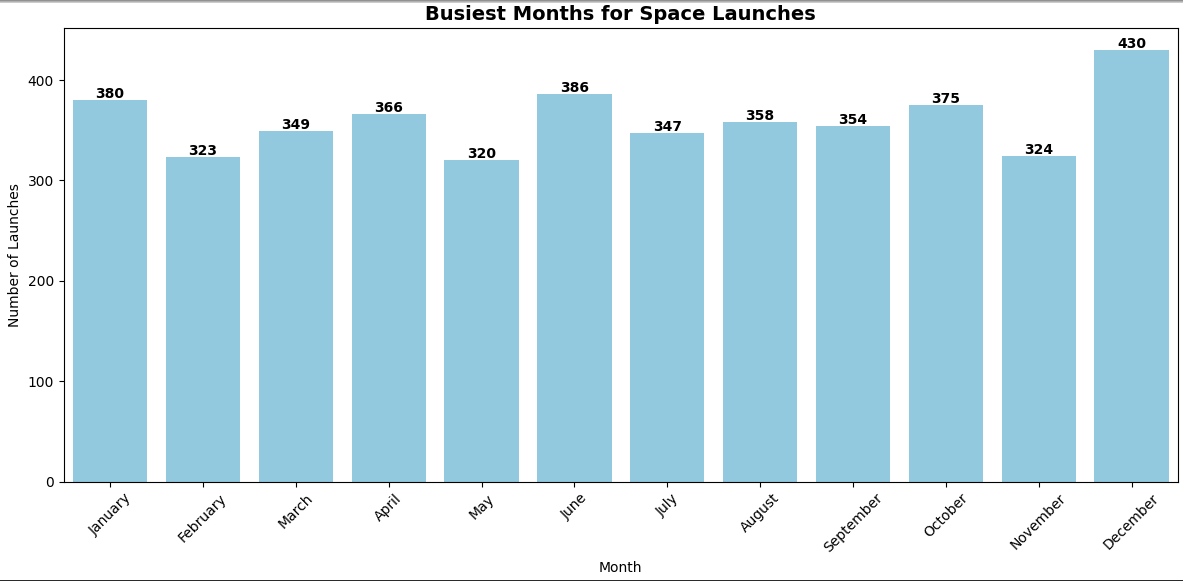 Busiest Months for Space Launches
Number of Launches
400
300
200
100
0
380
323
349
366
320
386
347
358
354
375
324
430
January
February
March
April
May
June
July
August
September
October
November
December
Month